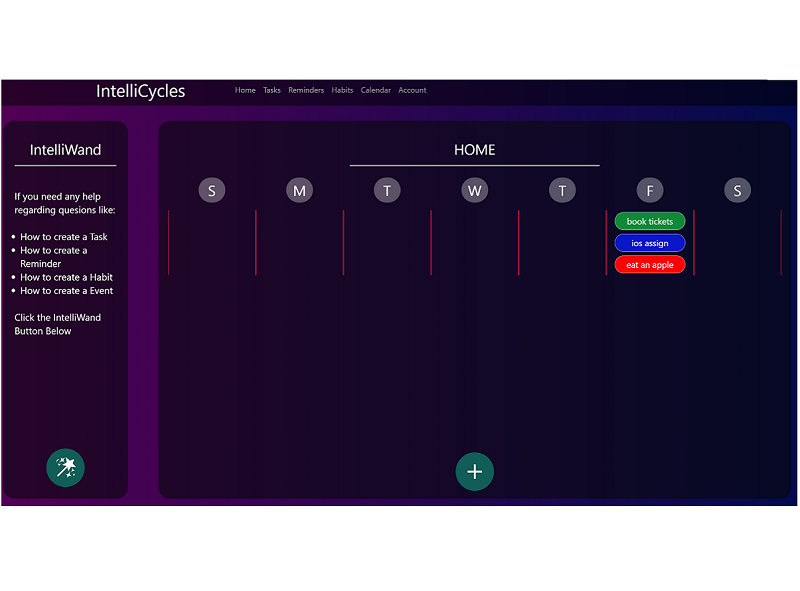 IntelliCycles
Home Tasks Reminders Habits Calendar Account
IntelliWand
If you need any help
regarding quesions like:
How to create a Task
How to create a
Reminder
How to create a Habit
How to create a Event
Click the IntelliWand
Button Below
HOME
S M T W T F S
book tickets
ios assign
eat an apple
+